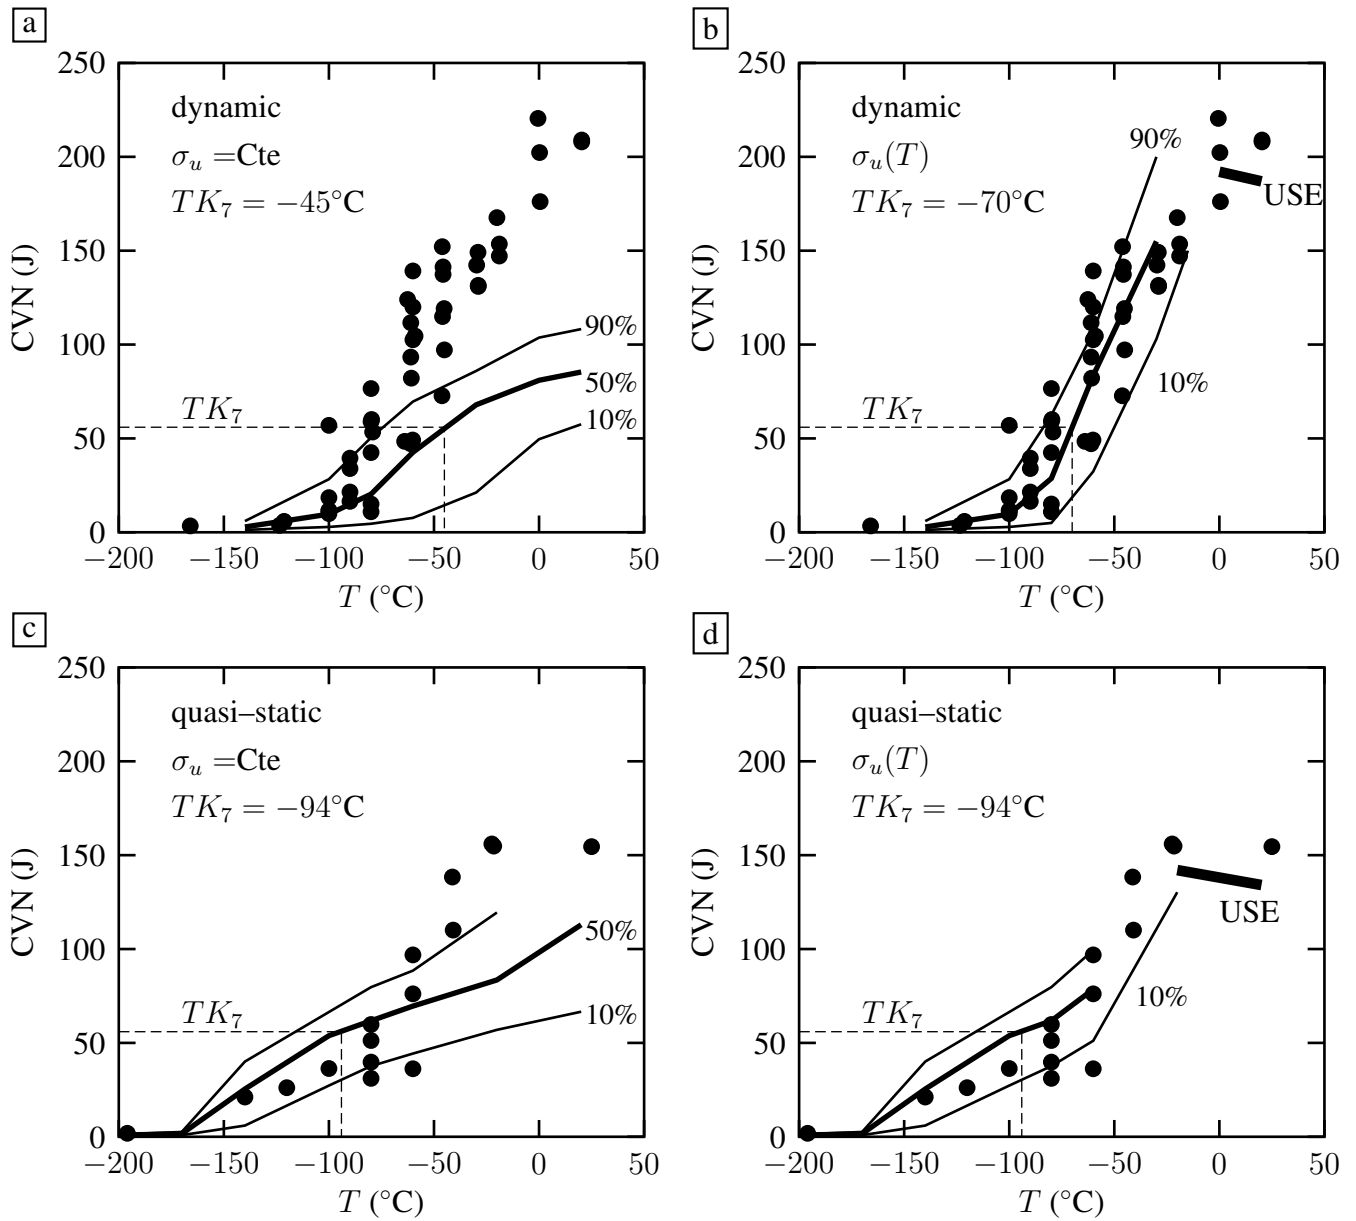 a
250
200
150
100
50
0
CVN (J)
dynamic
σu =Cte
TK7 = −45°C
TK7
90%
50%
10%
−200 −150 −100 −50 0 50
T (°C)
b
250
200
150
100
50
0
CVN (J)
dynamic
σu(T)
TK7 = −70°C
TK7
90%
USE
10%
−200 −150 −100 −50 0 50
T (°C)
c
250
200
150
100
50
0
CVN (J)
quasi–static
σu =Cte
TK7 = −94°C
TK7
50%
10%
−200 −150 −100 −50 0 50
T (°C)
d
250
200
150
100
50
0
CVN (J)
quasi–static
σu(T)
TK7 = −94°C
TK7
USE
10%
−200 −150 −100 −50 0 50
T (°C)